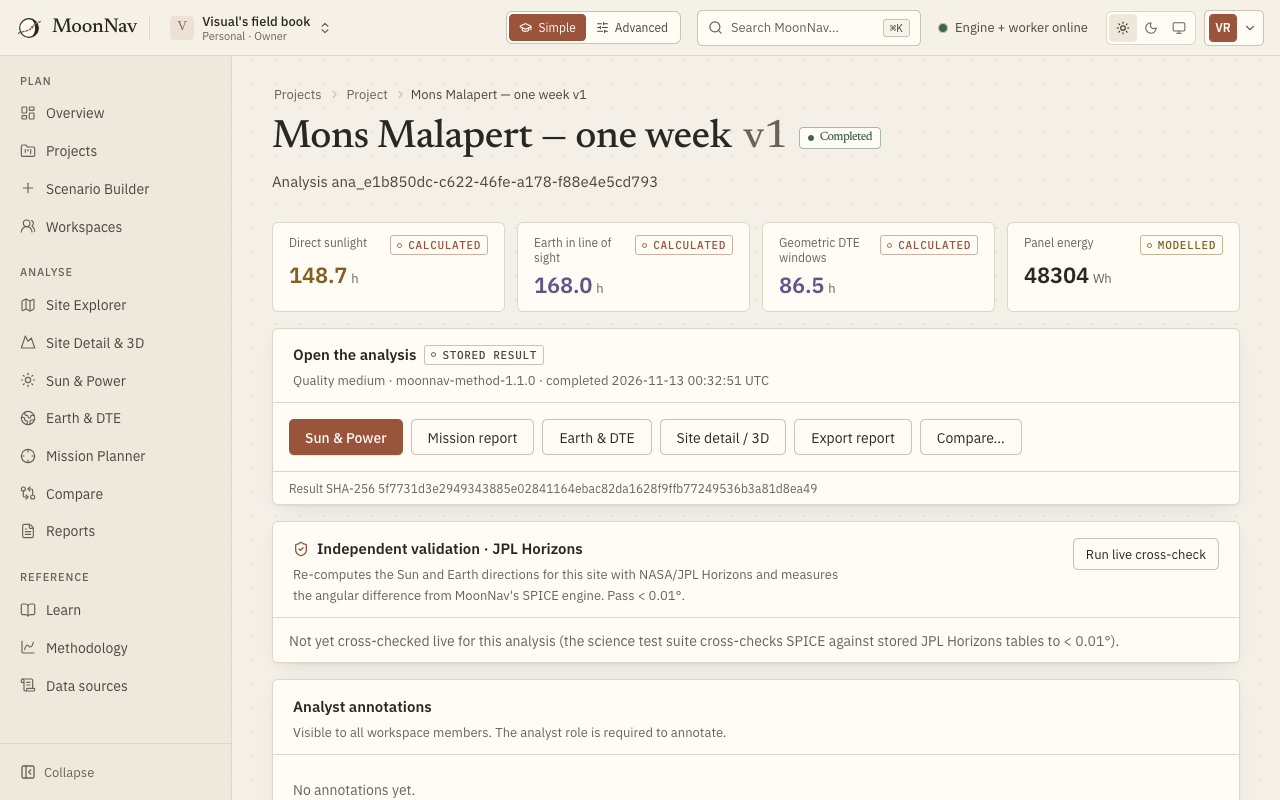 MoonNav
V
Visual's field book
Personal · Owner
Simple
Advanced
Search MoonNav...
⌘K
Engine + worker online
VR
PLAN
Overview
Projects
Scenario Builder
Workspaces
ANALYSE
Site Explorer
Site Detail & 3D
Sun & Power
Earth & DTE
Mission Planner
Compare
Reports
REFERENCE
Learn
Methodology
Data sources
Collapse
Projects > Project > Mons Malapert — one week v1
Mons Malapert — one week v1
Completed
Analysis ana_e1b850dc-c622-46fe-a178-f88e4e5cd793
Direct sunlight
CALCULATED
148.7 h
Earth in line of
sight
CALCULATED
168.0 h
Geometric DTE
windows
CALCULATED
86.5 h
Panel energy
MODELLED
48304 Wh
Open the analysis
STORED RESULT
Quality medium · moonnav-method-1.1.0 · completed 2026-11-13 00:32:51 UTC
Sun & Power
Mission report
Earth & DTE
Site detail / 3D
Export report
Compare...
Result SHA-256 5f7731d3e2949343885e02841164ebac82da1628f9ffb77249536b3a81d8ea49
Independent validation · JPL Horizons
Run live cross-check
Re-computes the Sun and Earth directions for this site with NASA/JPL Horizons and measures
the angular difference from MoonNav's SPICE engine. Pass < 0.01°.
Not yet cross-checked live for this analysis (the science test suite cross-checks SPICE against stored JPL Horizons tables to < 0.01°).
Analyst annotations
Visible to all workspace members. The analyst role is required to annotate.
No annotations yet.